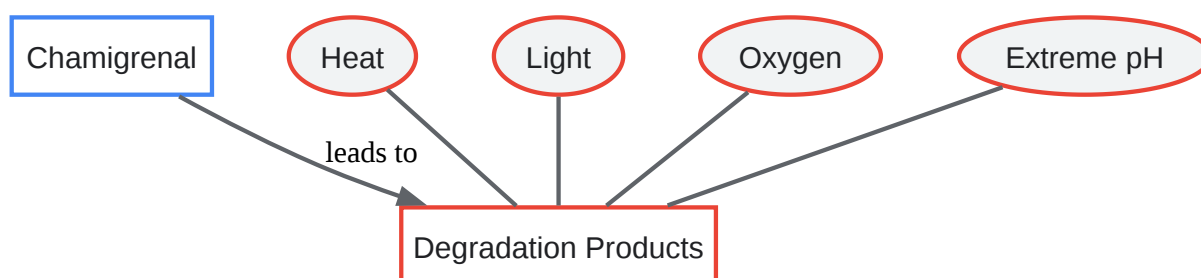 Chamigrenal
Heat
Light
Oxygen
Extreme pH
leads to
Degradation Products